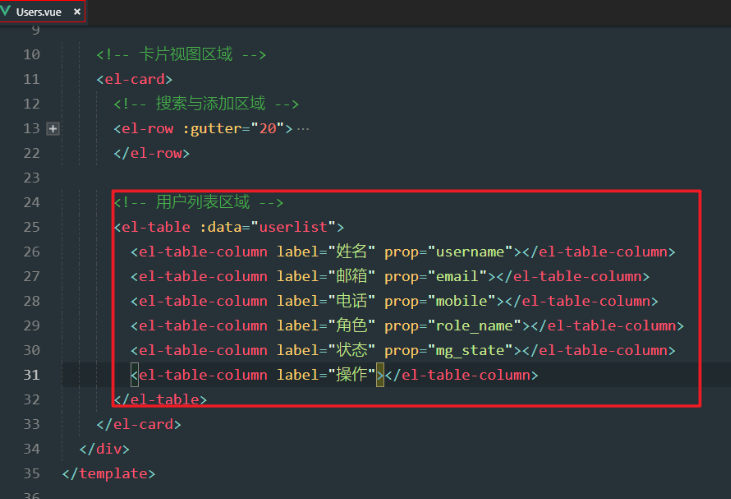 Users.vue ×
9
10 <!-- 卡片视图区域 -->
11 <el-card>
12 <!-- 搜索与添加区域 -->
13 <el-row :gutter="20">…
22 </el-row>
23
24 <!-- 用户列表区域 -->
25 <el-table :data="userlist">
26 <el-table-column label="姓名" prop="username"></el-table-column>
27 <el-table-column label="邮箱" prop="email"></el-table-column>
28 <el-table-column label="电话" prop="mobile"></el-table-column>
29 <el-table-column label="角色" prop="role_name"></el-table-column>
30 <el-table-column label="状态" prop="mg_state"></el-table-column>
31 <el-table-column label="操作"></el-table-column>
32 </el-table>
33 </el-card>
34 </div>
35 </template>
36